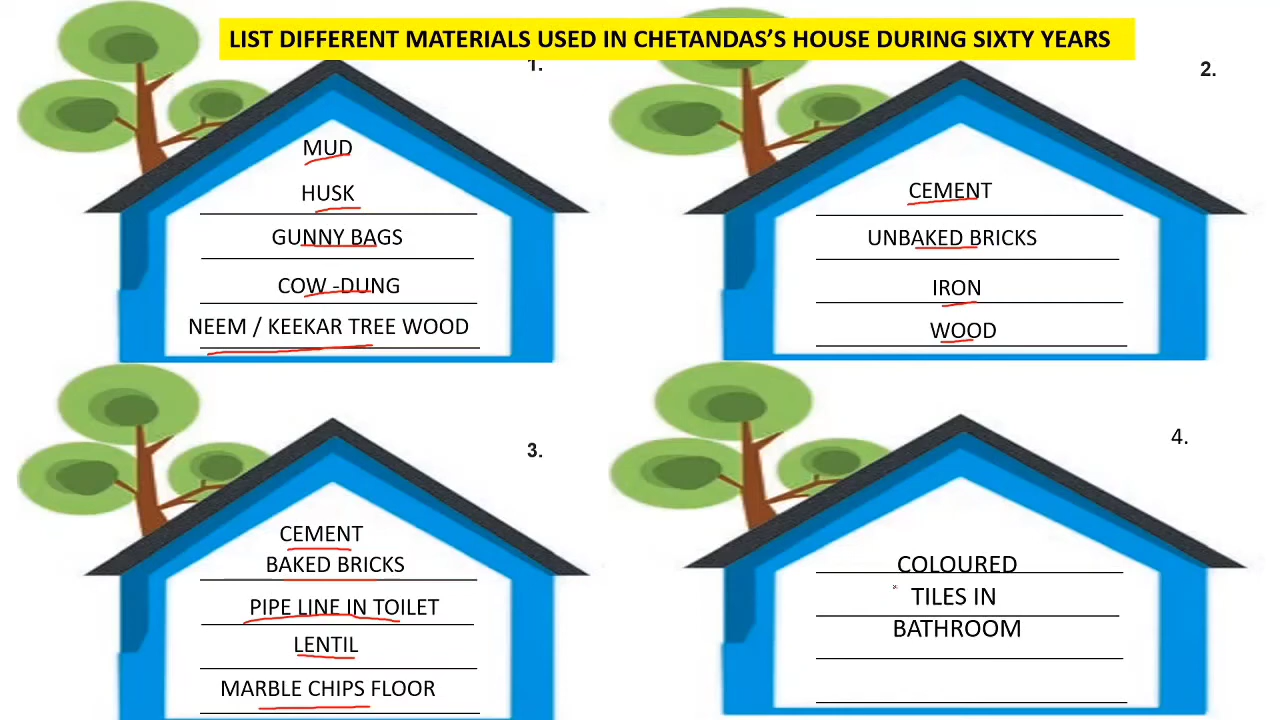 LIST DIFFERENT MATERIALS USED IN CHETANDAS’S HOUSE DURING SIXTY YEARS
1.
MUD
HUSK
GUNNY BAGS
COW -DUNG
NEEM / KEEKAR TREE WOOD
2.
CEMENT
UNBAKED BRICKS
IRON
WOOD
3.
CEMENT
BAKED BRICKS
PIPE LINE IN TOILET
LENTIL
MARBLE CHIPS FLOOR
4.
COLOURED
TILES IN
BATHROOM